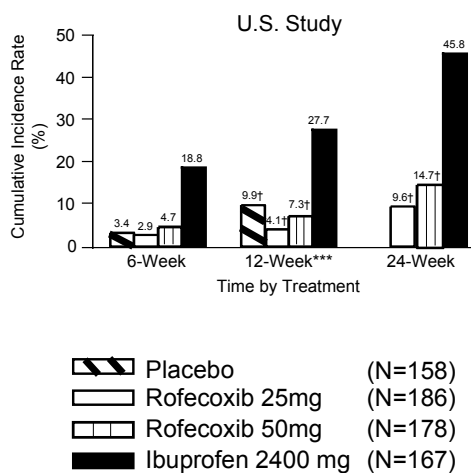 U.S. Study
Cumulative Incidence Rate
(%)
50
40
30
20
10
0
3.4
2.9
4.7
18.8
9.9†
4.1†
7.3†
27.7
9.6†
14.7†
45.8
6-Week 12-Week*** 24-Week
Time by Treatment
Placebo (N=158)
Rofecoxib 25mg (N=186)
Rofecoxib 50mg (N=178)
Ibuprofen 2400 mg (N=167)